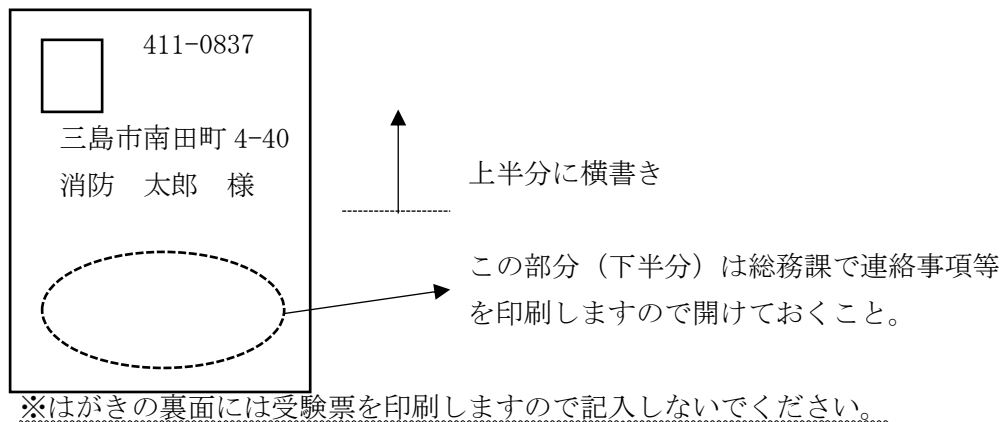 411-0837
三島市南田町 4-40
消防　太郎　様
上半分に横書き
この部分（下半分）は総務課で連絡事項等
を印刷しますので開けておくこと。
※はがきの裏面には受験票を印刷しますので記入しないでください。